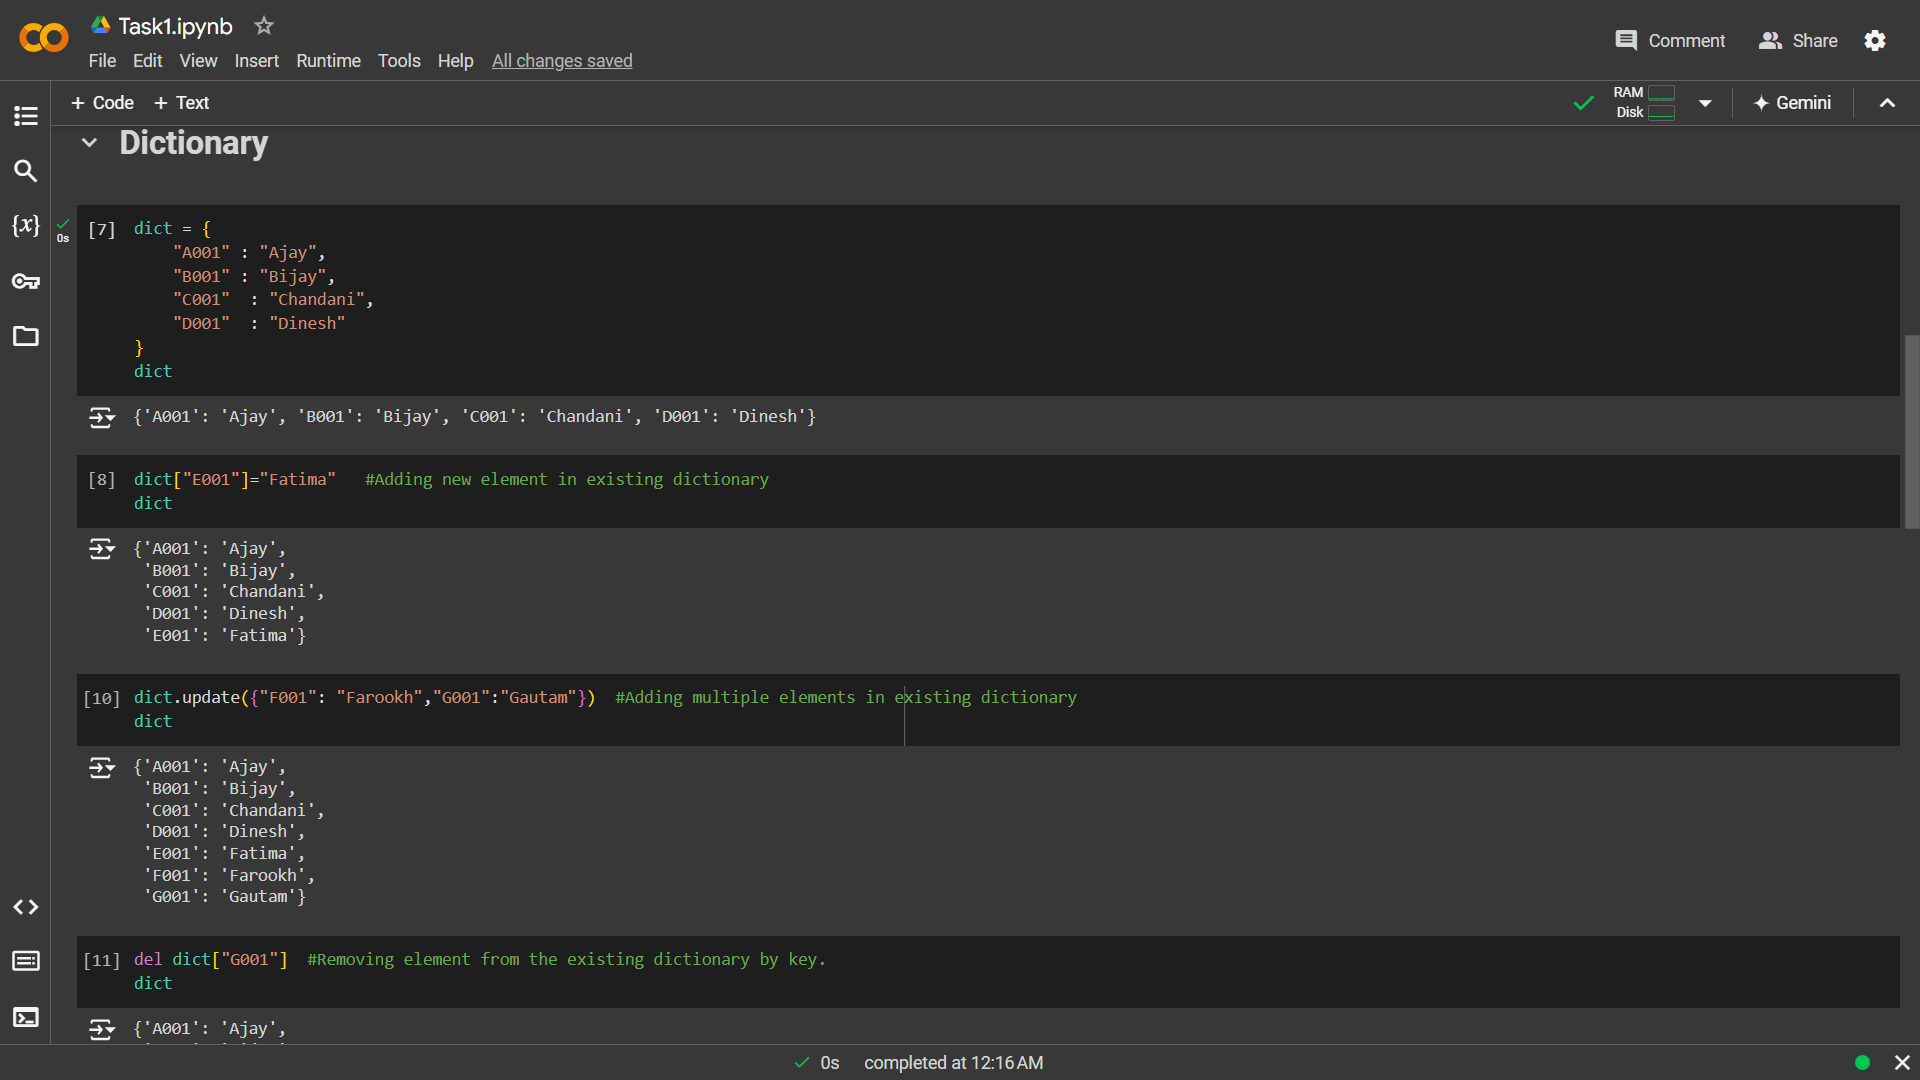 Task1.ipynb
File Edit View Insert Runtime Tools Help All changes saved
Comment Share
+ Code + Text
RAM
Disk
Gemini
Dictionary
0s
[7] dict = {
"A001" : "Ajay",
"B001" : "Bijay",
"C001"  : "Chandani",
"D001"  : "Dinesh"
}
dict
{'A001': 'Ajay', 'B001': 'Bijay', 'C001': 'Chandani', 'D001': 'Dinesh'}
[8] dict["E001"]="Fatima"   #Adding new element in existing dictionary
dict
{'A001': 'Ajay',
'B001': 'Bijay',
'C001': 'Chandani',
'D001': 'Dinesh',
'E001': 'Fatima'}
[10] dict.update({"F001": "Farookh","G001":"Gautam"})  #Adding multiple elements in existing dictionary
dict
{'A001': 'Ajay',
'B001': 'Bijay',
'C001': 'Chandani',
'D001': 'Dinesh',
'E001': 'Fatima',
'F001': 'Farookh',
'G001': 'Gautam'}
[11] del dict["G001"]  #Removing element from the existing dictionary by key.
dict
{'A001': 'Ajay',
0s completed at 12:16 AM